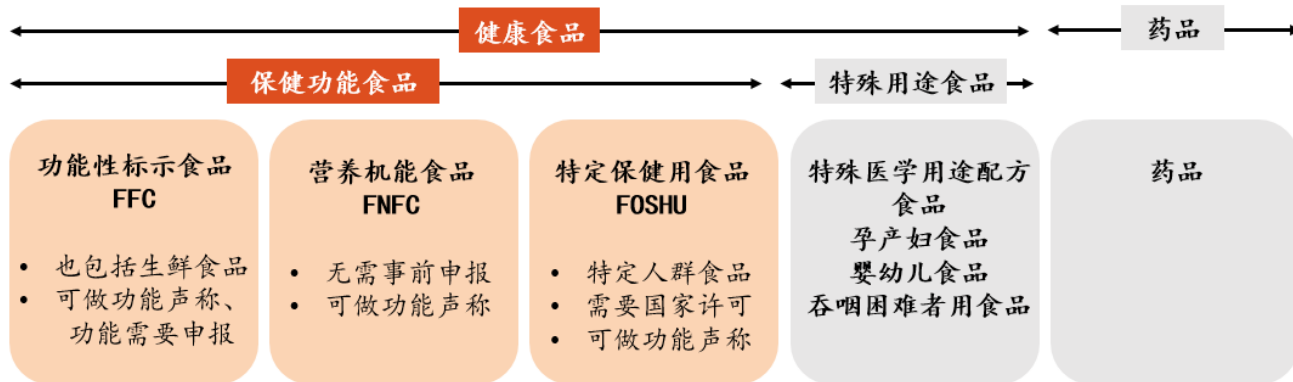 健康食品
药品
保健功能食品
特殊用途食品
功能性标示食品
FFC
• 也包括生鲜食品
• 可做功能声称、
功能需要申报
营养机能食品
FNFC
• 无需事前申报
• 可做功能声称
特定保健用食品
FOSHU
• 特定人群食品
• 需要国家许可
• 可做功能声称
特殊医学用途配方
食品
孕产妇食品
婴幼儿食品
吞咽困难者用食品
药品